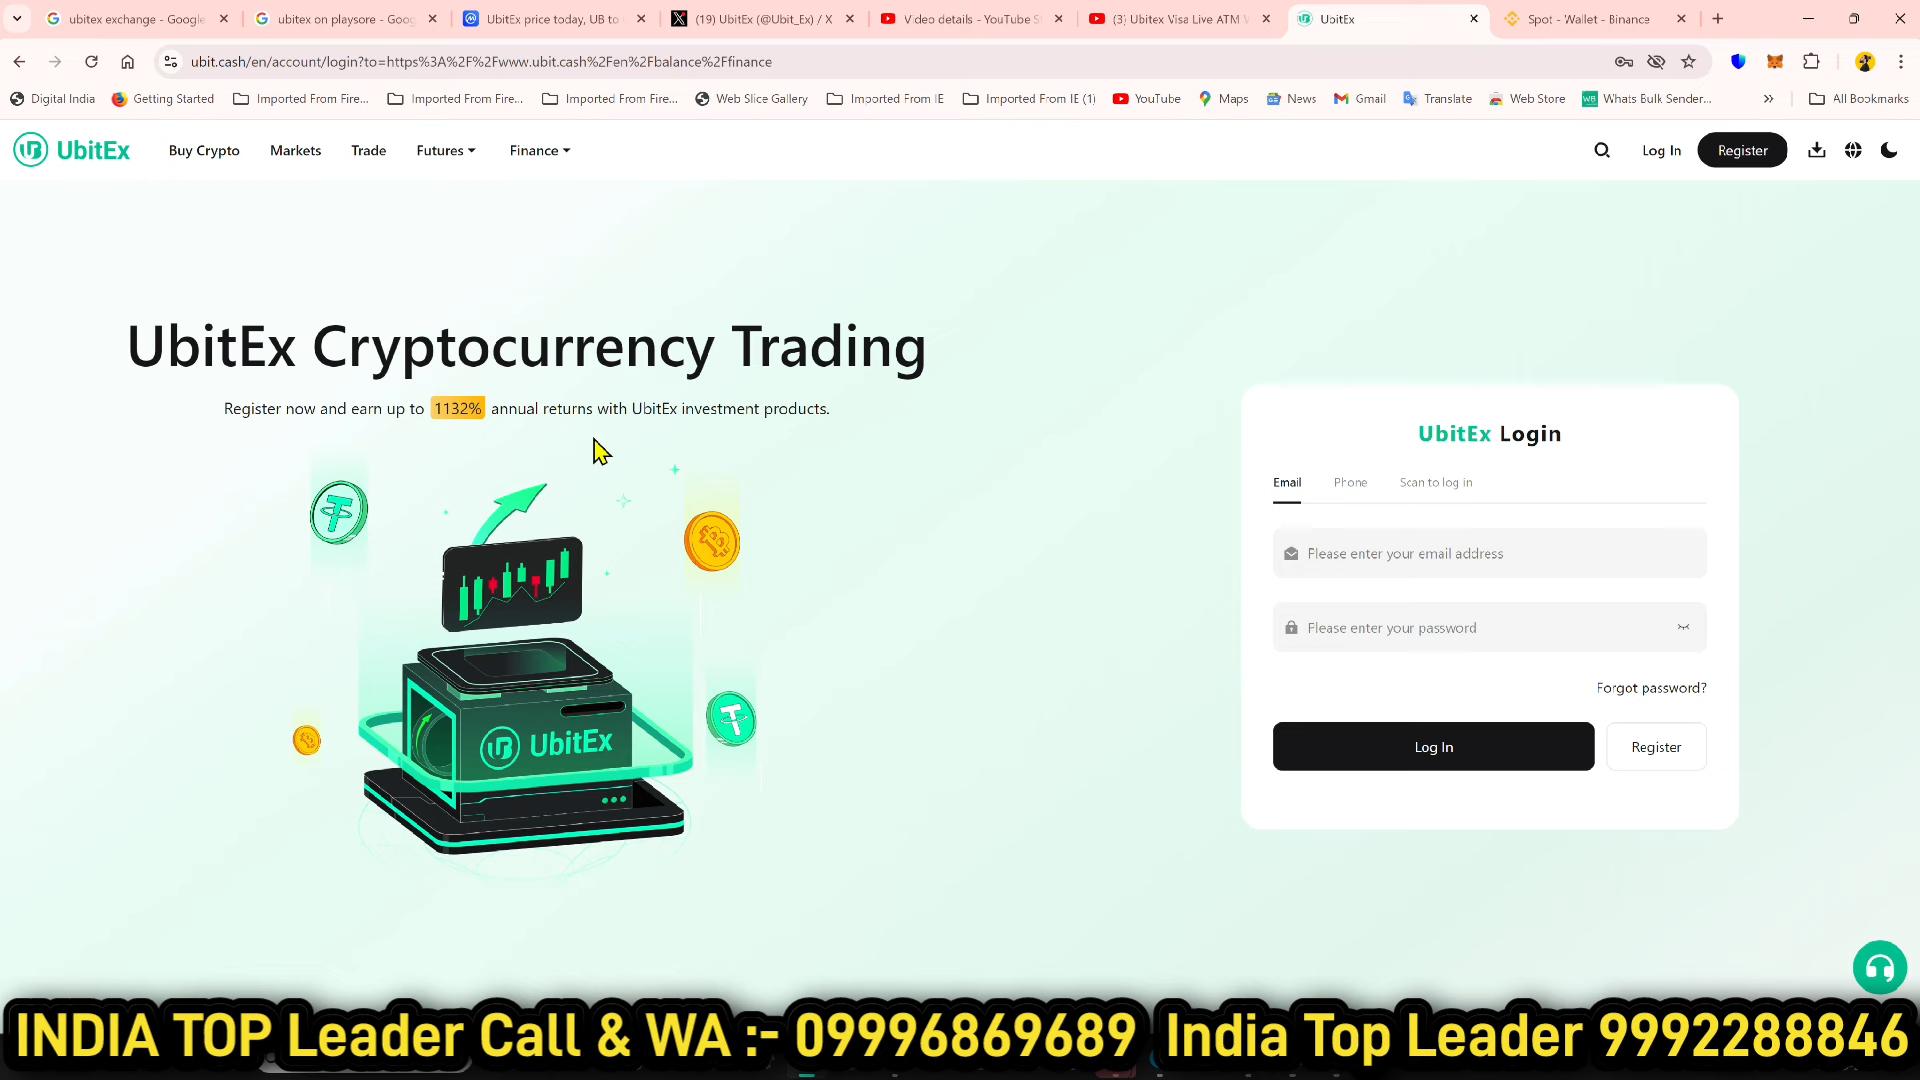 ubitex exchange - Google
ubitex on playsore - Goog
UbitEx price today, UB to
(19) UbitEx (@Ubit_Ex) / X
Video details - YouTube S
(3) Ubitex Visa Live ATM
UbitEx
Spot - Wallet - Binance
ubit.cash/en/account/login?to=https%3A%2F%2Fwww.ubit.cash%2Fen%2Fbalance%2Ffinance
Digital India
Getting Started
Imported From Fire...
Imported From Fire...
Imported From Fire...
Web Slice Gallery
Imported From IE
Imported From IE (1)
YouTube
Maps
News
Gmail
Translate
Web Store
Whats Bulk Sender...
All Bookmarks
UbitEx
Buy Crypto
Markets
Trade
Futures
Finance
Log In
Register
UbitEx Cryptocurrency Trading
Register now and earn up to 1132% annual returns with UbitEx investment products.
UbitEx
UbitEx Login
Email
Phone
Scan to log in
Please enter your email address
Please enter your password
Forgot password?
Log In
Register
INDIA TOP Leader Call & WA :- 09996869689 India Top Leader 9992288846